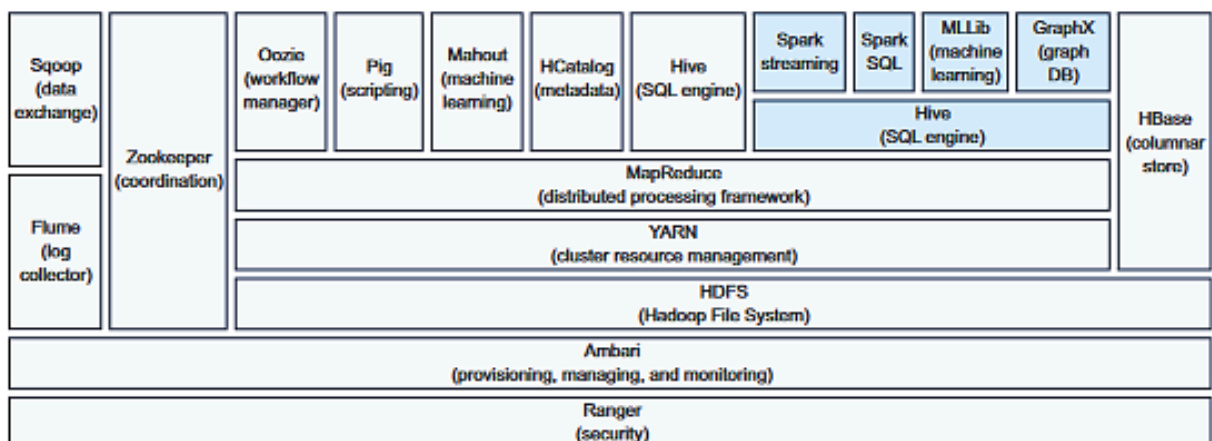 Sqoop
(data
exchange)
Flume
(log
collector)
Zookeeper
(coordination)
Oozie
(workflow
manager)
Pig
(scripting)
Mahout
(machine
learning)
HCatalog
(metadata)
Hive
(SQL engine)
Spark
streaming
Spark
SQL
MLLib
(machine
learning)
GraphX
(graph
DB)
Hive
(SQL engine)
HBase
(columnar
store)
MapReduce
(distributed processing framework)
YARN
(cluster resource management)
HDFS
(Hadoop File System)
Ambari
(provisioning, managing, and monitoring)
Ranger
(security)